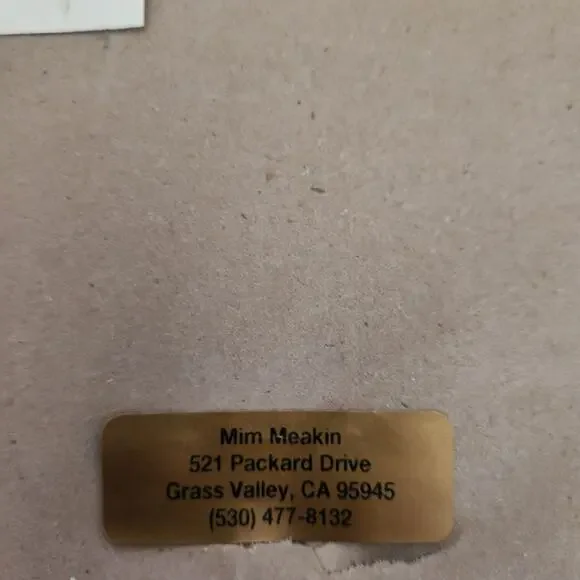 Mim Meakin
521 Packard Drive
Grass Valley, CA 95945
(530) 477-8132